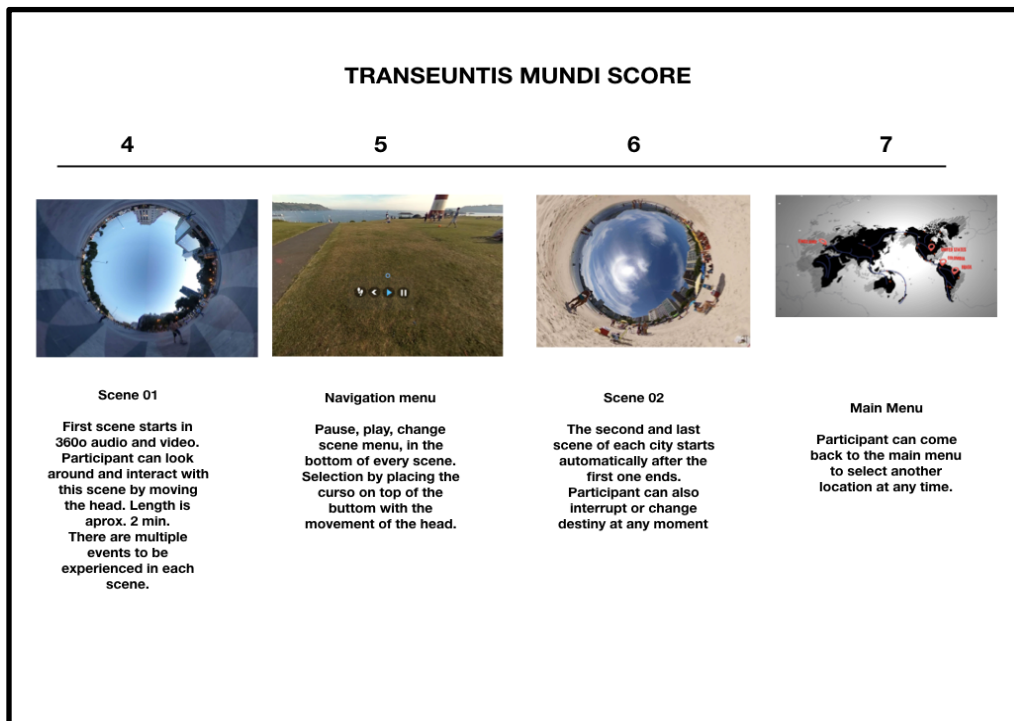 TRANSEUNTIS MUNDI SCORE
4
5
6
7
Scene 01
First scene starts in
360o audio and video.
Participant can look
around and interact with
this scene by moving
the head. Length is
aprox. 2 min.
There are multiple
events to be
experienced in each
scene.
Navigation menu
Pause, play, change
scene menu, in the
bottom of every scene.
Selection by placing the
curso on top of the
buttom with the
movement of the head.
Scene 02
The second and last
scene of each city starts
automatically after the
first one ends.
Participant can also
interrupt or change
destiny at any moment
Main Menu
Participant can come
back to the main menu
to select another
location at any time.